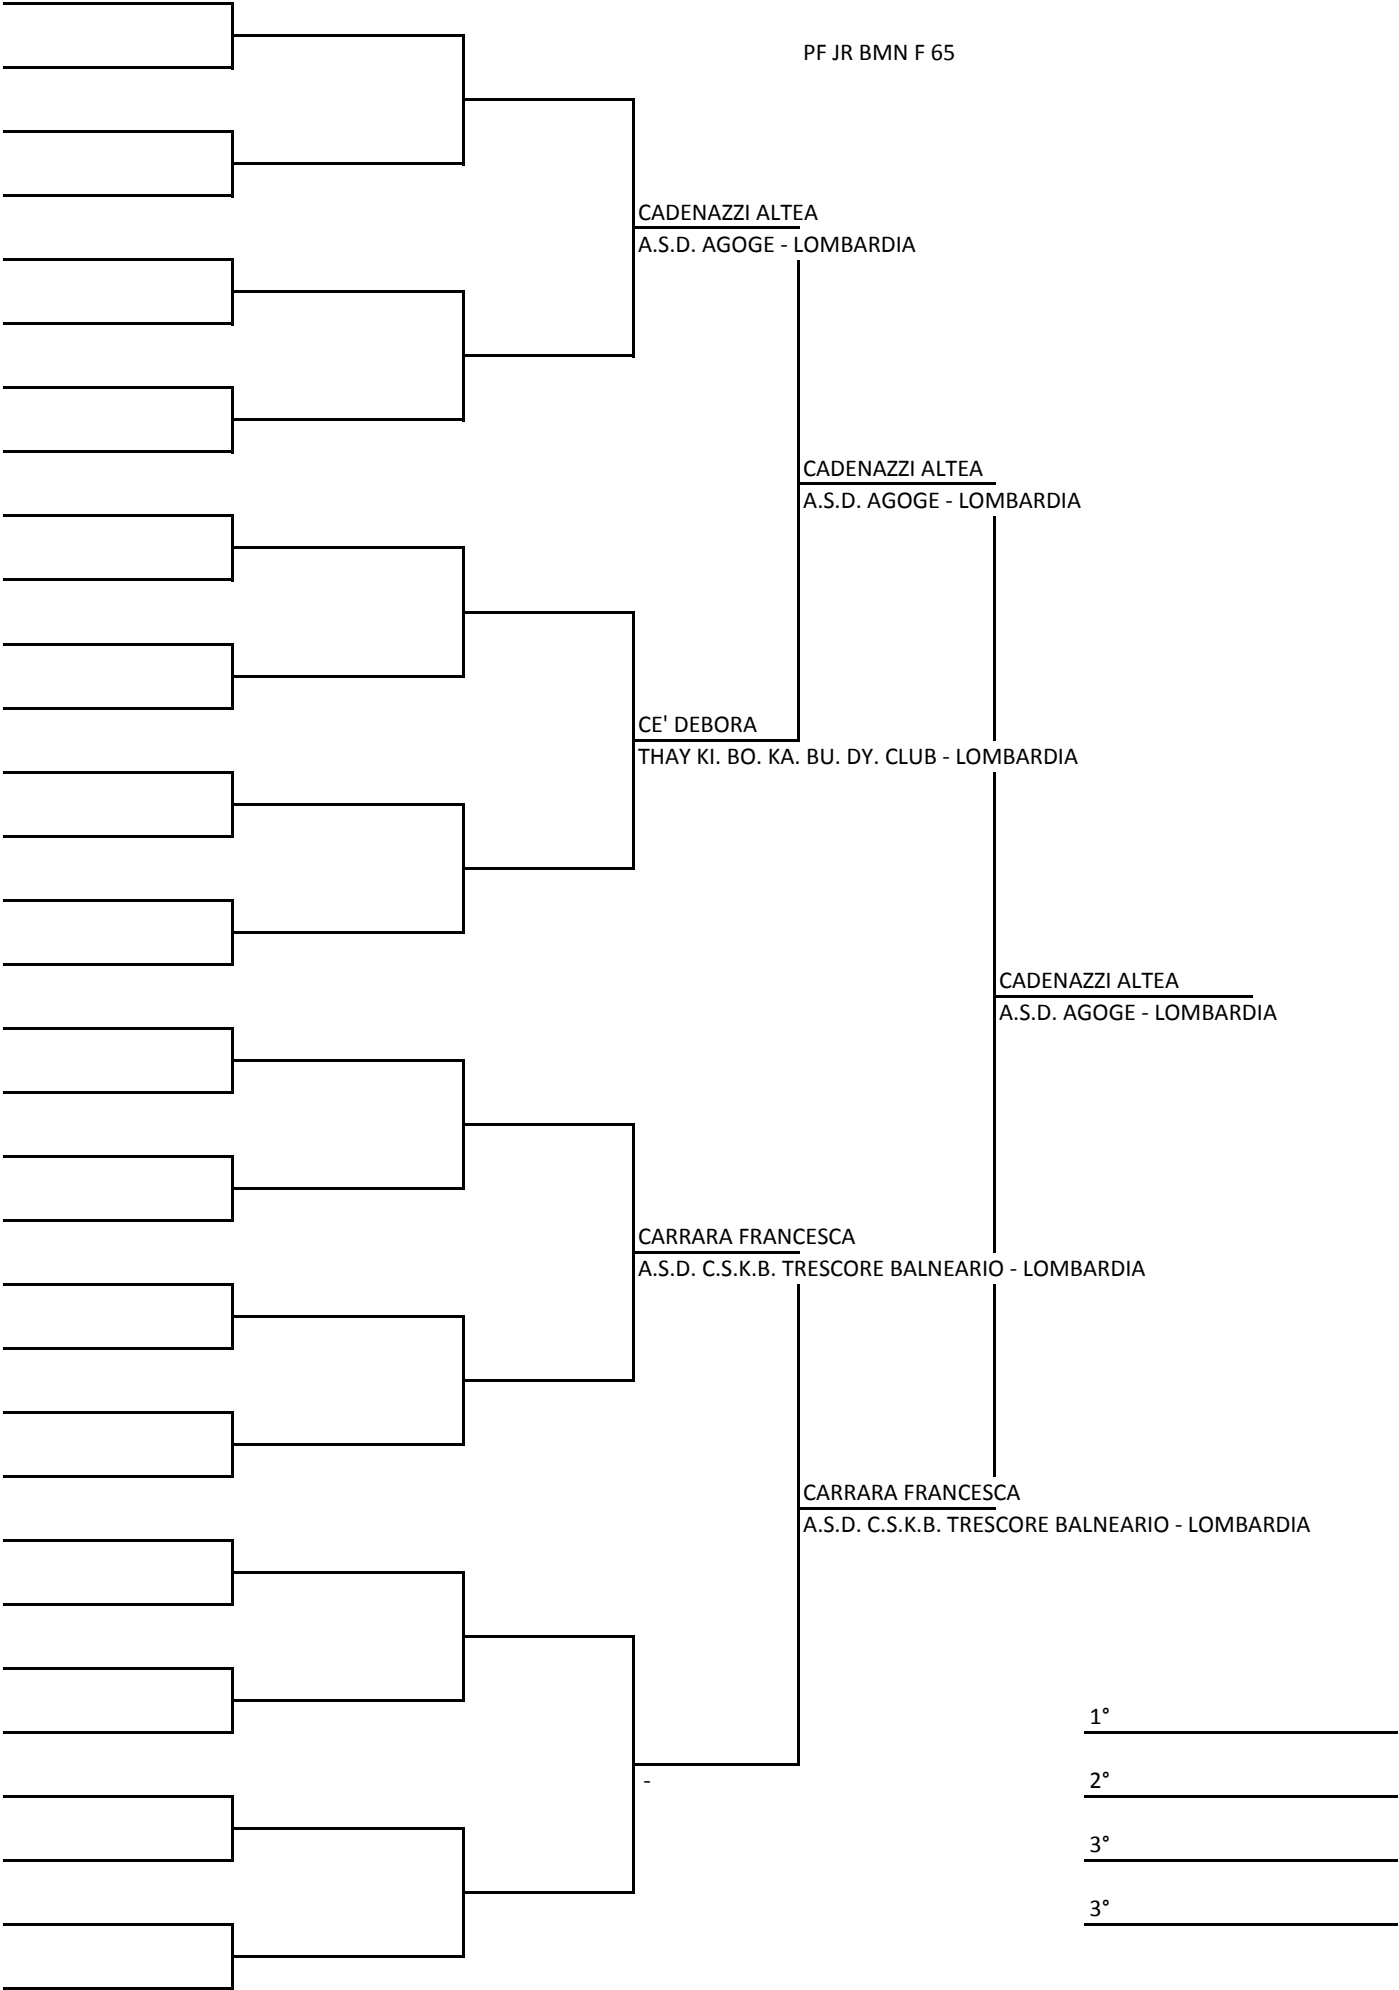 PF JR BMN F 65
CADENAZZI ALTEA
A.S.D. AGOGE - LOMBARDIA
CADENAZZI ALTEA
A.S.D. AGOGE - LOMBARDIA
CE' DEBORA
THAY KI. BO. KA. BU. DY. CLUB - LOMBARDIA
CADENAZZI ALTEA
A.S.D. AGOGE - LOMBARDIA
CARRARA FRANCESCA
A.S.D. C.S.K.B. TRESCORE BALNEARIO - LOMBARDIA
CARRARA FRANCESCA
A.S.D. C.S.K.B. TRESCORE BALNEARIO - LOMBARDIA
1°
-
2°
3°
3°